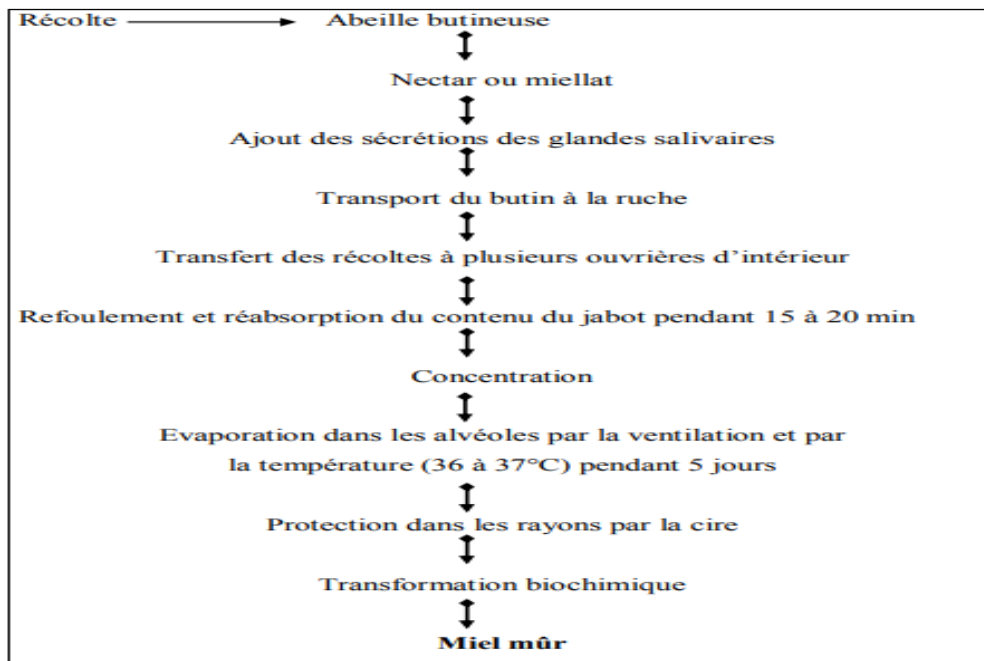 Récolte Abeille butineuse
Nectar ou miellat
Ajout des sécrétions des glandes salivaires
Transport du butin à la ruche
Transfert des récoltes à plusieurs ouvrières d'intérieur
Refoulement et réabsorption du contenu du jabot pendant 15 à 20 min
Concentration
Evaporation dans les alvéoles par la ventilation et par
la température (36 à 37°C) pendant 5 jours
Protection dans les rayons par la cire
Transformation biochimique
Miel mûr